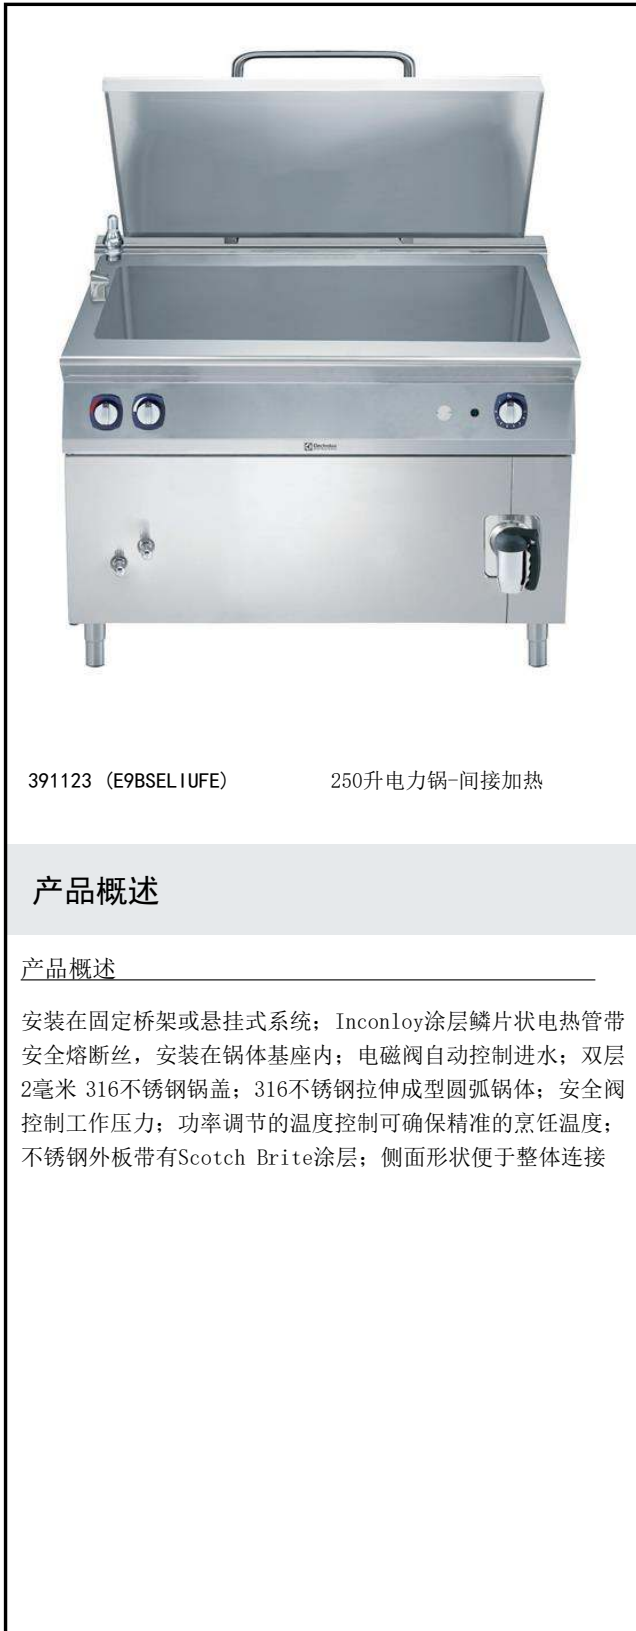 Electrolux
391123 (E9BSELIUFE) 250升电力锅-间接加热
产品概述
产品概述
安装在固定桥架或悬挂式系统；Inconloy涂层鳞片状电热管带
安全熔断丝，安装在锅体基座内；电磁阀自动控制进水；双层
2毫米 316不锈钢锅盖；316不锈钢拉伸成型圆弧锅体；安全阀
控制工作压力；功率调节的温度控制可确保精准的烹饪温度；
不锈钢外板带有Scotch Brite涂层；侧面形状便于整体连接